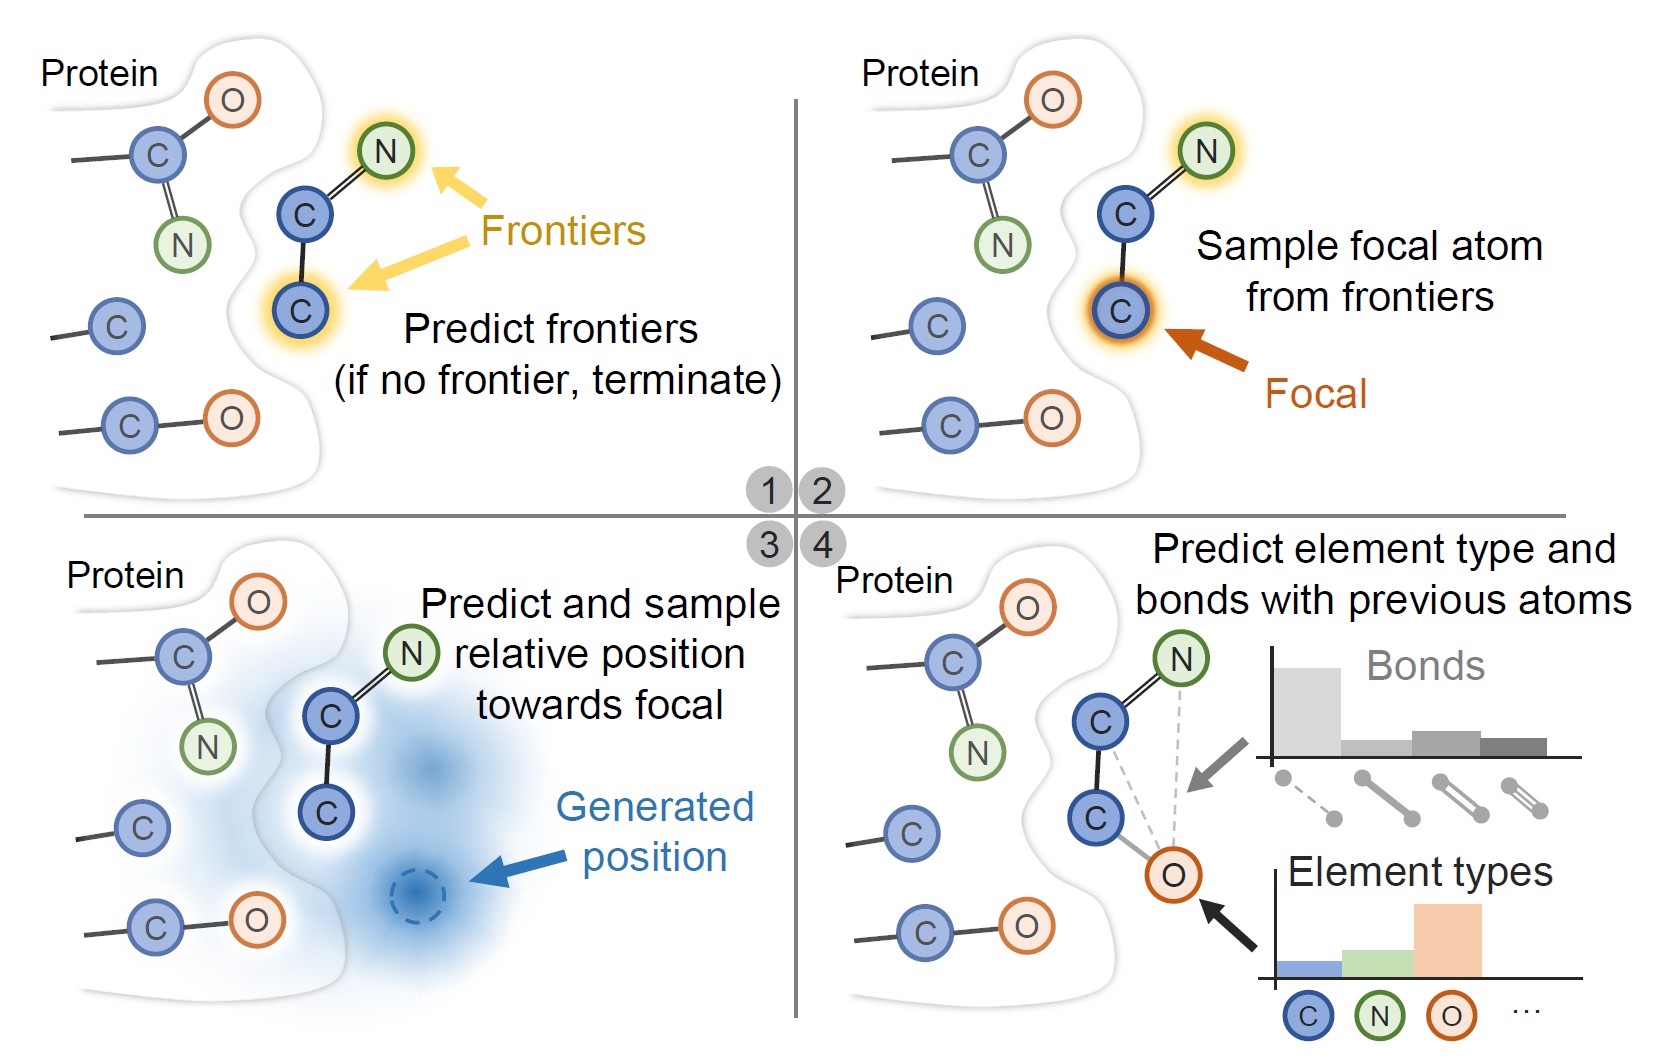 Protein
O
C
N
N
C
Frontiers
C
C
Predict frontiers
(if no frontier, terminate)
C
O
1
Protein
O
C
N
N
C
Sample focal atom
from frontiers
C
C
Focal
C
O
2
3
Protein
O
Predict and sample
relative position
towards focal
C
N
N
C
C
C
Generated
position
C
O
4
Protein
Predict element type and
bonds with previous atoms
O
C
N
N
C
C
C
O
C
O
Bonds
Element types
C
N
O
...